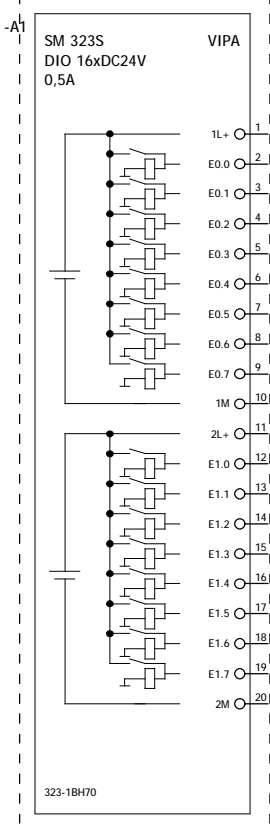 -A1
SM 323S VIPA
DIO 16xDC24V
0,5A
1L+ 1
E0.0 2
E0.1 3
E0.2 4
E0.3 5
E0.4 6
E0.5 7
E0.6 8
E0.7 9
1M 10
2L+ 11
E1.0 12
E1.1 13
E1.2 14
E1.3 15
E1.4 16
E1.5 17
E1.6 18
E1.7 19
2M 20
323-1BH70